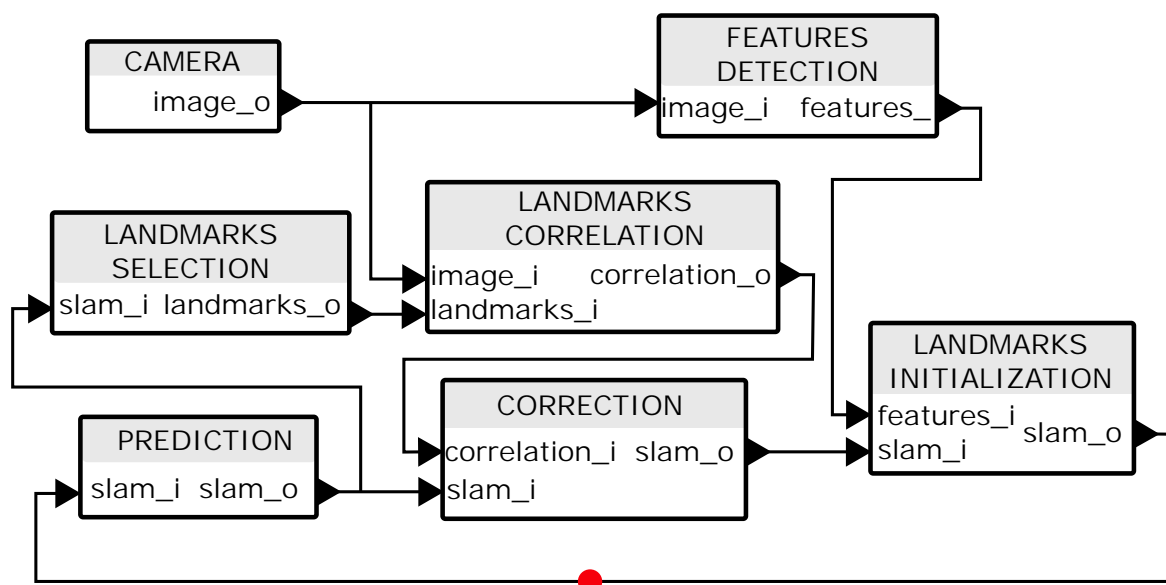 CAMERA
image_o
FEATURES
DETECTION
image_i features_
LANDMARKS
SELECTION
slam_i landmarks_o
LANDMARKS
CORRELATION
image_i correlation_o
landmarks_i
LANDMARKS
INITIALIZATION
features_i
slam_i
slam_o
PREDICTION
slam_i slam_o
CORRECTION
correlation_i slam_o
slam_i